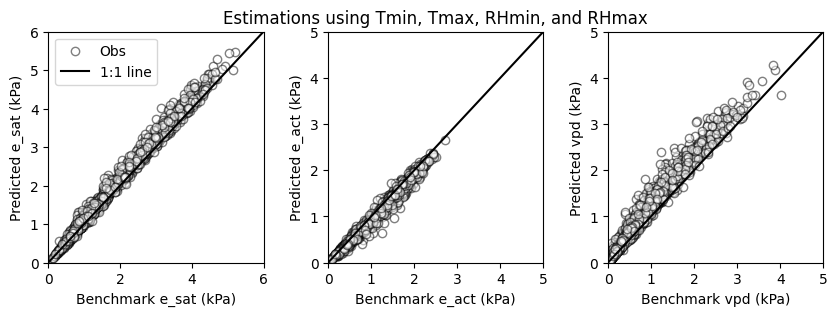 Estimations using Tmin, Tmax, RHmin, and RHmax
Obs
1:1 line
Predicted e_sat (kPa)
6
5
4
3
2
1
0
0 2 4 6
Benchmark e_sat (kPa)
Predicted e_act (kPa)
5
4
3
2
1
0
0 1 2 3 4 5
Benchmark e_act (kPa)
Predicted vpd (kPa)
5
4
3
2
1
0
0 1 2 3 4 5
Benchmark vpd (kPa)